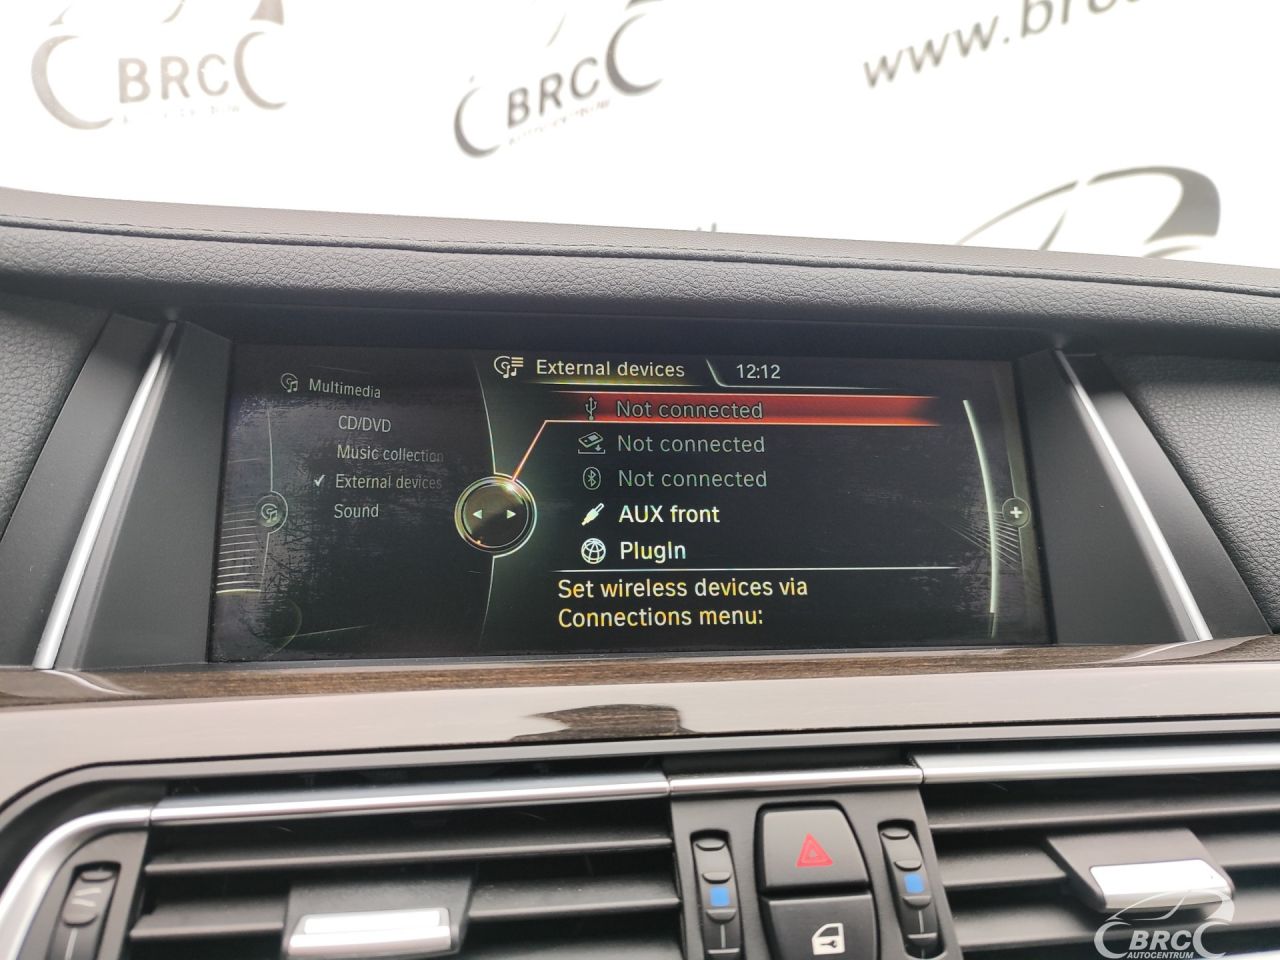 BRC
BRC
AUTOCENTRUM
www.brc
External devices
12:12
Multimedia
CD/DVD
Music collection
External devices
Sound
Not connected
Not connected
Not connected
AUX front
PlugIn
Set wireless devices via
Connections menu:
BRC
AUTOCENTRUM